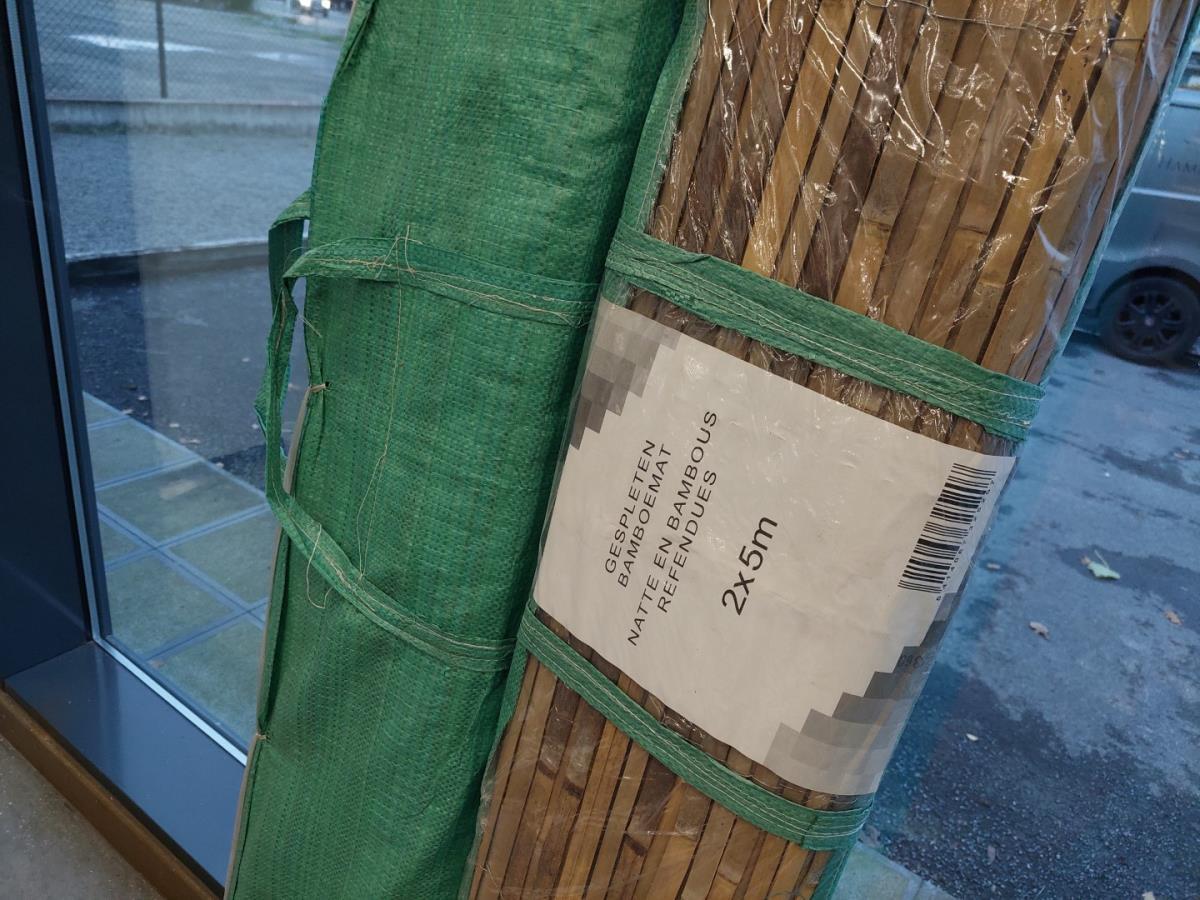 GESPLETEN
BAMBOEMAT
NATTE EN BAMBOUS
REFENDUES
2x5m